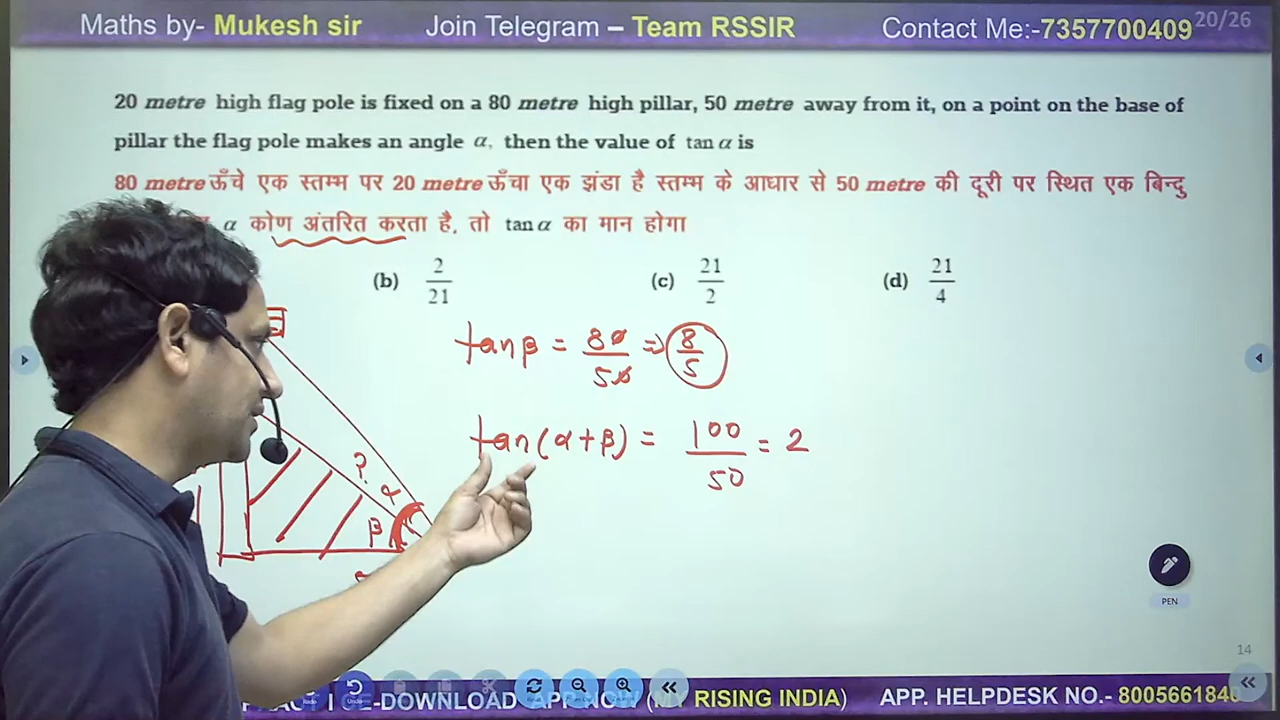 Maths by- Mukesh sir Join Telegram – Team RSSIR Contact Me:-7357700409 20/26
20 metre high flag pole is fixed on a 80 metre high pillar, 50 metre away from it, on a point on the base of
pillar the flag pole makes an angle α, then the value of tan α is
80 metre ऊँचे एक स्तम्भ पर 20 metre ऊँचा एक झंडा है स्तम्भ के आधार से 50 metre की दूरी पर स्थित एक बिन्दु
α कोण अंतरित करता है, तो tan α का मान होगा
(b) 2/21 (c) 21/2 (d) 21/4
tanβ = 80/50 ⇒ 8/5
tan(α+β) = 100/50 = 2
?
α
β
PEN
14
Undo
E-DOWNLOAD APP NOW RISING INDIA) APP. HELPDESK NO.-